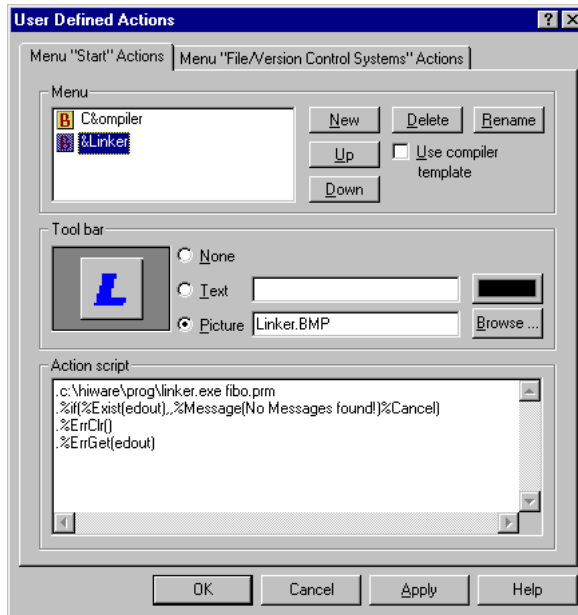 User Defined Actions
Menu "Start" Actions
Menu "File/Version Control Systems" Actions
Menu
C&ompiler
&Linker
New
Delete
Rename
Up
Use compiler
template
Down
Tool bar
None
L
Text
Picture
Linker.BMP
Browse ...
Action script
.c:\hiware\prog\linker.exe fibo.prm
.%if(%Exist(edout),,%Message(No Messages found!)%Cancel)
.%ErrClr()
.%ErrGet(edout)
OK
Cancel
Apply
Help